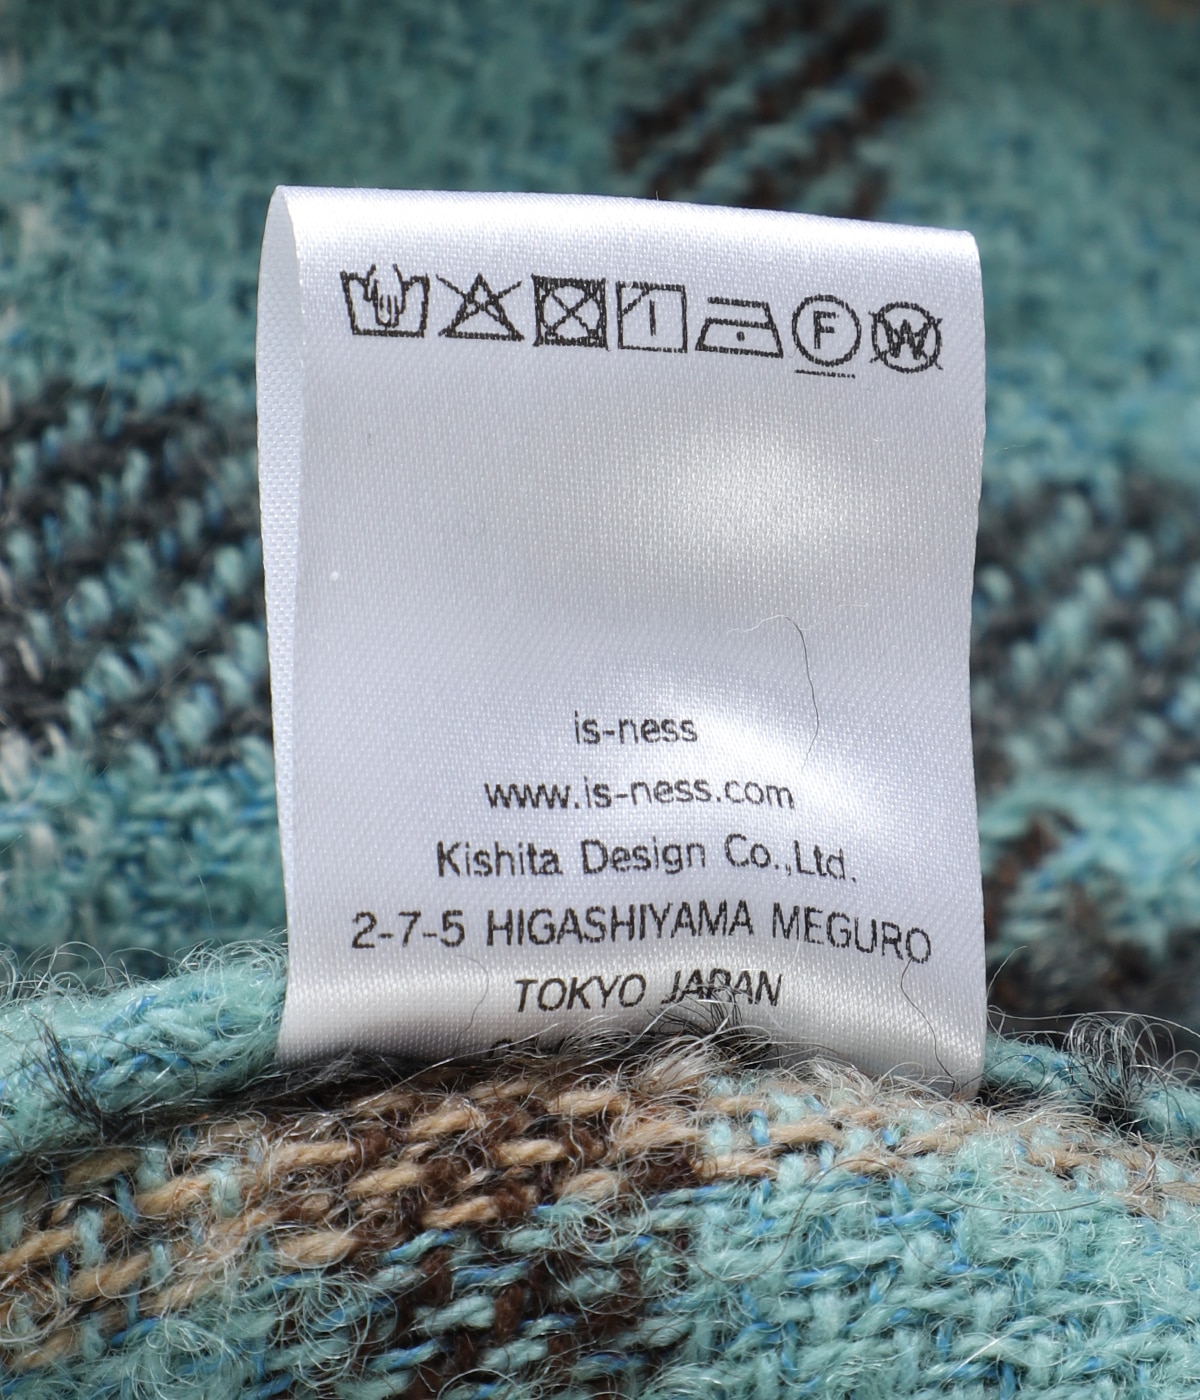 F W
is-ness
www.is-ness.com
Kishita Design Co.,Ltd.
2-7-5 HIGASHIYAMA MEGURO
TOKYO JAPAN